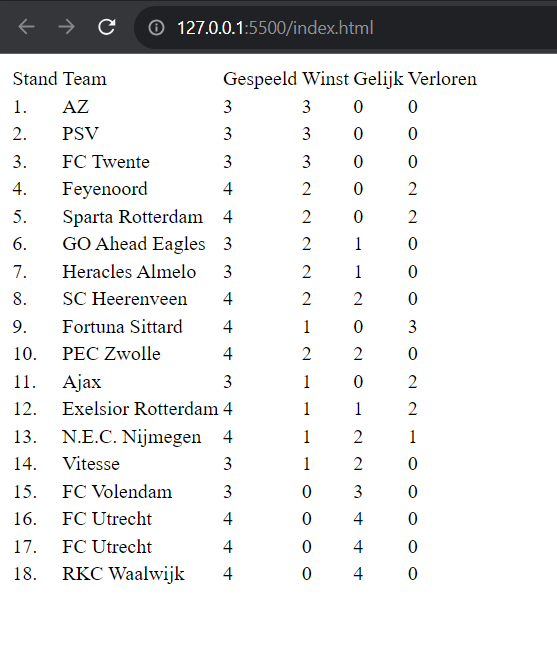 127.0.0.1:5500/index.html
Stand Team Gespeeld Winst Gelijk Verloren
1. AZ 3 3 0 0
2. PSV 3 3 0 0
3. FC Twente 3 3 0 0
4. Feyenoord 4 2 0 2
5. Sparta Rotterdam 4 2 0 2
6. GO Ahead Eagles 3 2 1 0
7. Heracles Almelo 3 2 1 0
8. SC Heerenveen 4 2 2 0
9. Fortuna Sittard 4 1 0 3
10. PEC Zwolle 4 2 2 0
11. Ajax 3 1 0 2
12. Exelsior Rotterdam 4 1 1 2
13. N.E.C. Nijmegen 4 1 2 1
14. Vitesse 3 1 2 0
15. FC Volendam 3 0 3 0
16. FC Utrecht 4 0 4 0
17. FC Utrecht 4 0 4 0
18. RKC Waalwijk 4 0 4 0